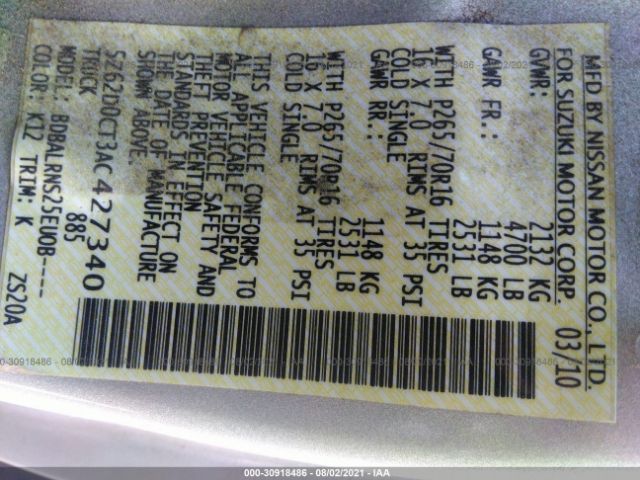 MFD BY NISSAN MOTOR CO., LTD.
FOR SUZUKI MOTOR CORP. 03/10
GVWR: 2132 KG
4700 LB
GAWR FR.: 1148 KG
2531 LB
WITH P265/70R16 TIRES
16 X 7.0 RIMS AT 35 PSI
COLD SINGLE
GAWR RR.: 1148 KG
2531 LB
WITH P265/70R16 TIRES
16 X 7.0 RIMS AT 35 PSI
COLD SINGLE
THIS VEHICLE CONFORMS TO
ALL APPLICABLE FEDERAL
MOTOR VEHICLE SAFETY AND
THEFT PREVENTION
STANDARDS IN EFFECT ON
THE DATE OF MANUFACTURE
SHOWN ABOVE.
5Z62D0CT3AC427340
TRUCK 885
MODEL: BDBALRNS25EU0B----
COLOR: K12 TRIM: K ZS20A
000-30918486 - 08/02/2021 - IAA